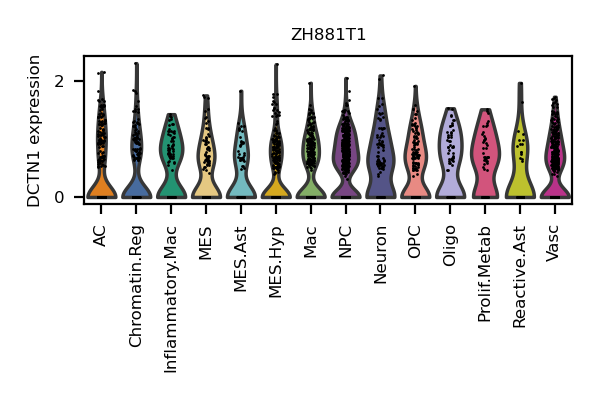 ZH881T1
DCTN1 expression
2
0
AC
Chromatin.Reg
Inflammatory.Mac
MES
MES.Ast
MES.Hyp
Mac
NPC
Neuron
OPC
Oligo
Prolif.Metab
Reactive.Ast
Vasc